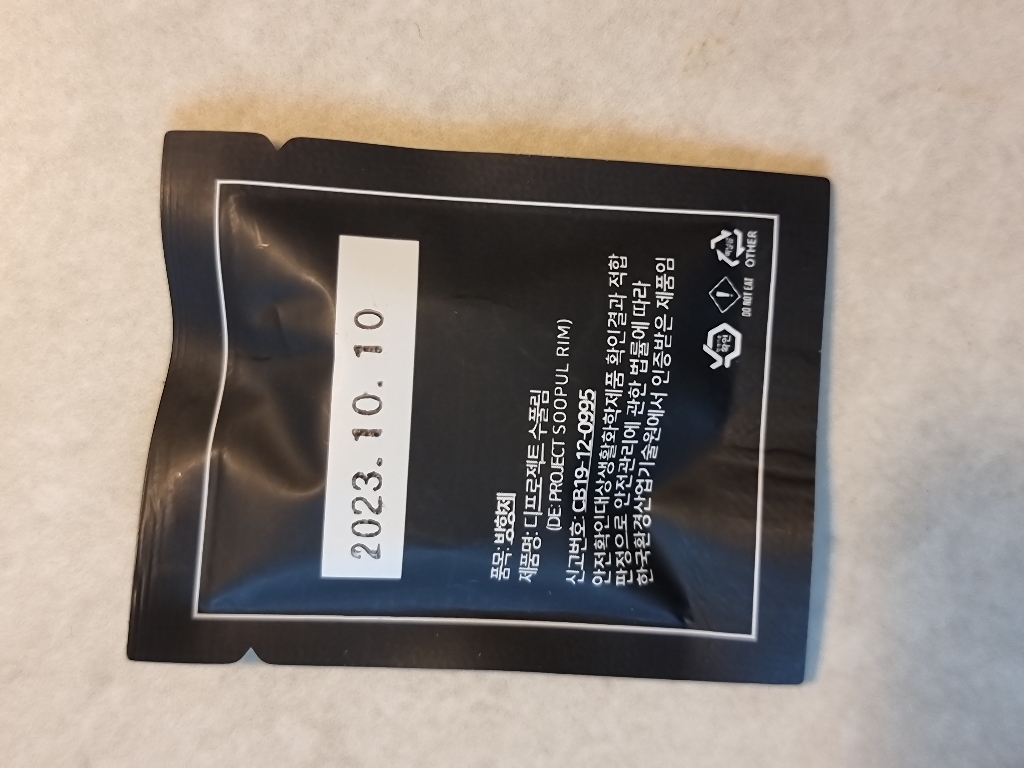 2023. 10. 10
품목: 방향제
제품명: 디프로젝트 수풀림
(DE:PROJECT SOOPUL RIM)
신고번호: CB19-12-0995
안전확인대상생활화학제품 확인결과 적합
판정으로 안전관리에 관한 법률에 따라
한국환경산업기술원에서 인증받은 제품임
확인
DO NOT EAT
OTHER